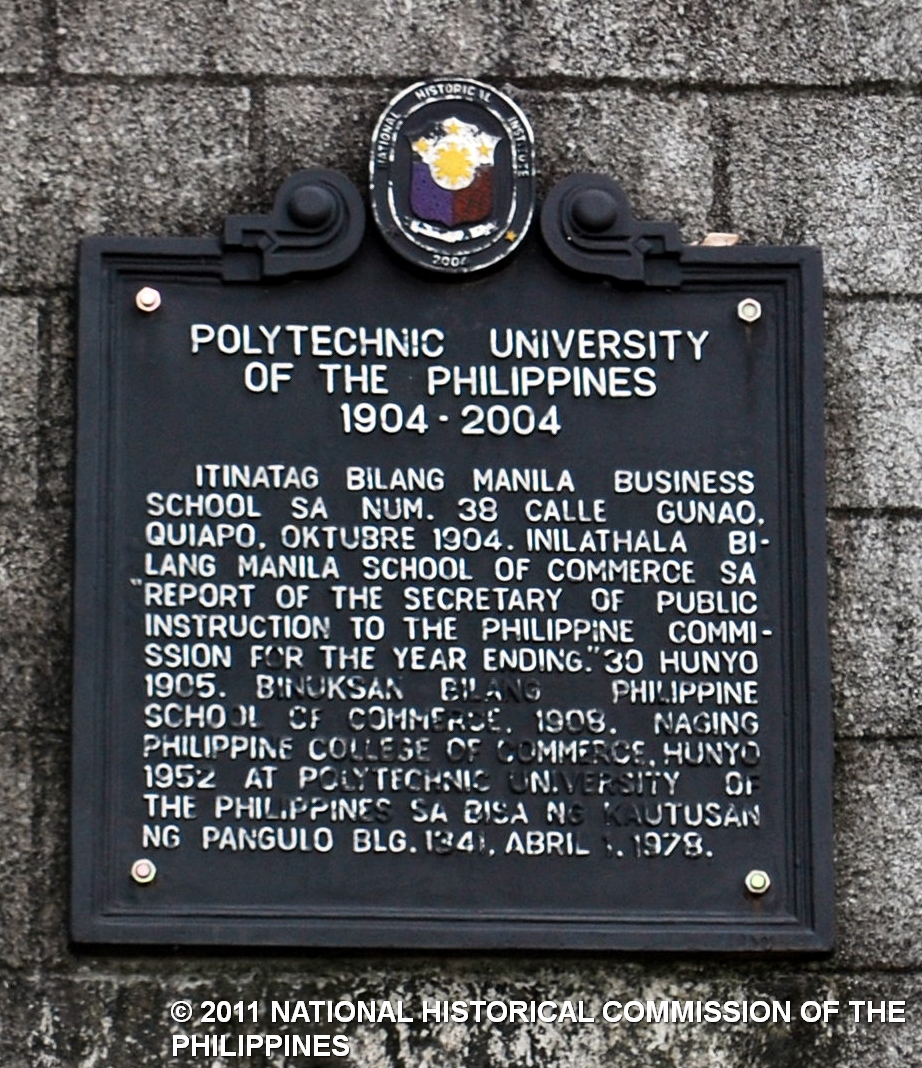 NATIONAL HISTORICAL INSTITUTE
2004
POLYTECHNIC UNIVERSITY
OF THE PHILIPPINES
1904 - 2004
ITINATAG BILANG MANILA BUSINESS
SCHOOL SA NUM. 38 CALLE GUNAO,
QUIAPO, OKTUBRE 1904. INILATHALA BI-
LANG MANILA SCHOOL OF COMMERCE SA
"REPORT OF THE SECRETARY OF PUBLIC
INSTRUCTION TO THE PHILIPPINE COMMI-
SSION FOR THE YEAR ENDING." 30 HUNYO
1905. BINUKSAN BILANG PHILIPPINE
SCHOOL OF COMMERCE, 1908. NAGING
PHILIPPINE COLLEGE OF COMMERCE, HUNYO
1952 AT POLYTECHNIC UNIVERSITY OF
THE PHILIPPINES SA BISA NG KAUTUSAN
NG PANGULO BLG. 1341, ABRIL 1, 1978.
© 2011 NATIONAL HISTORICAL COMMISSION OF THE
PHILIPPINES